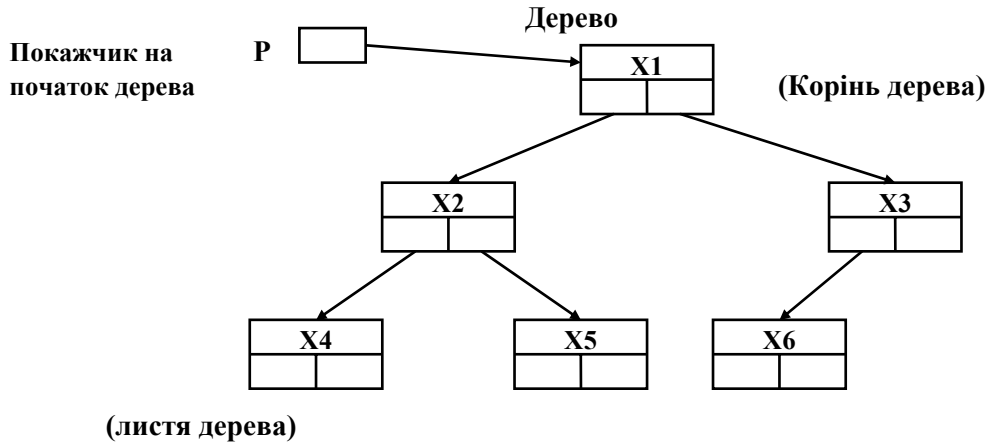 Дерево
Покажчик на
початок дерева
P
X1
(Корінь дерева)
X2
X3
X4
X5
X6
(листя дерева)